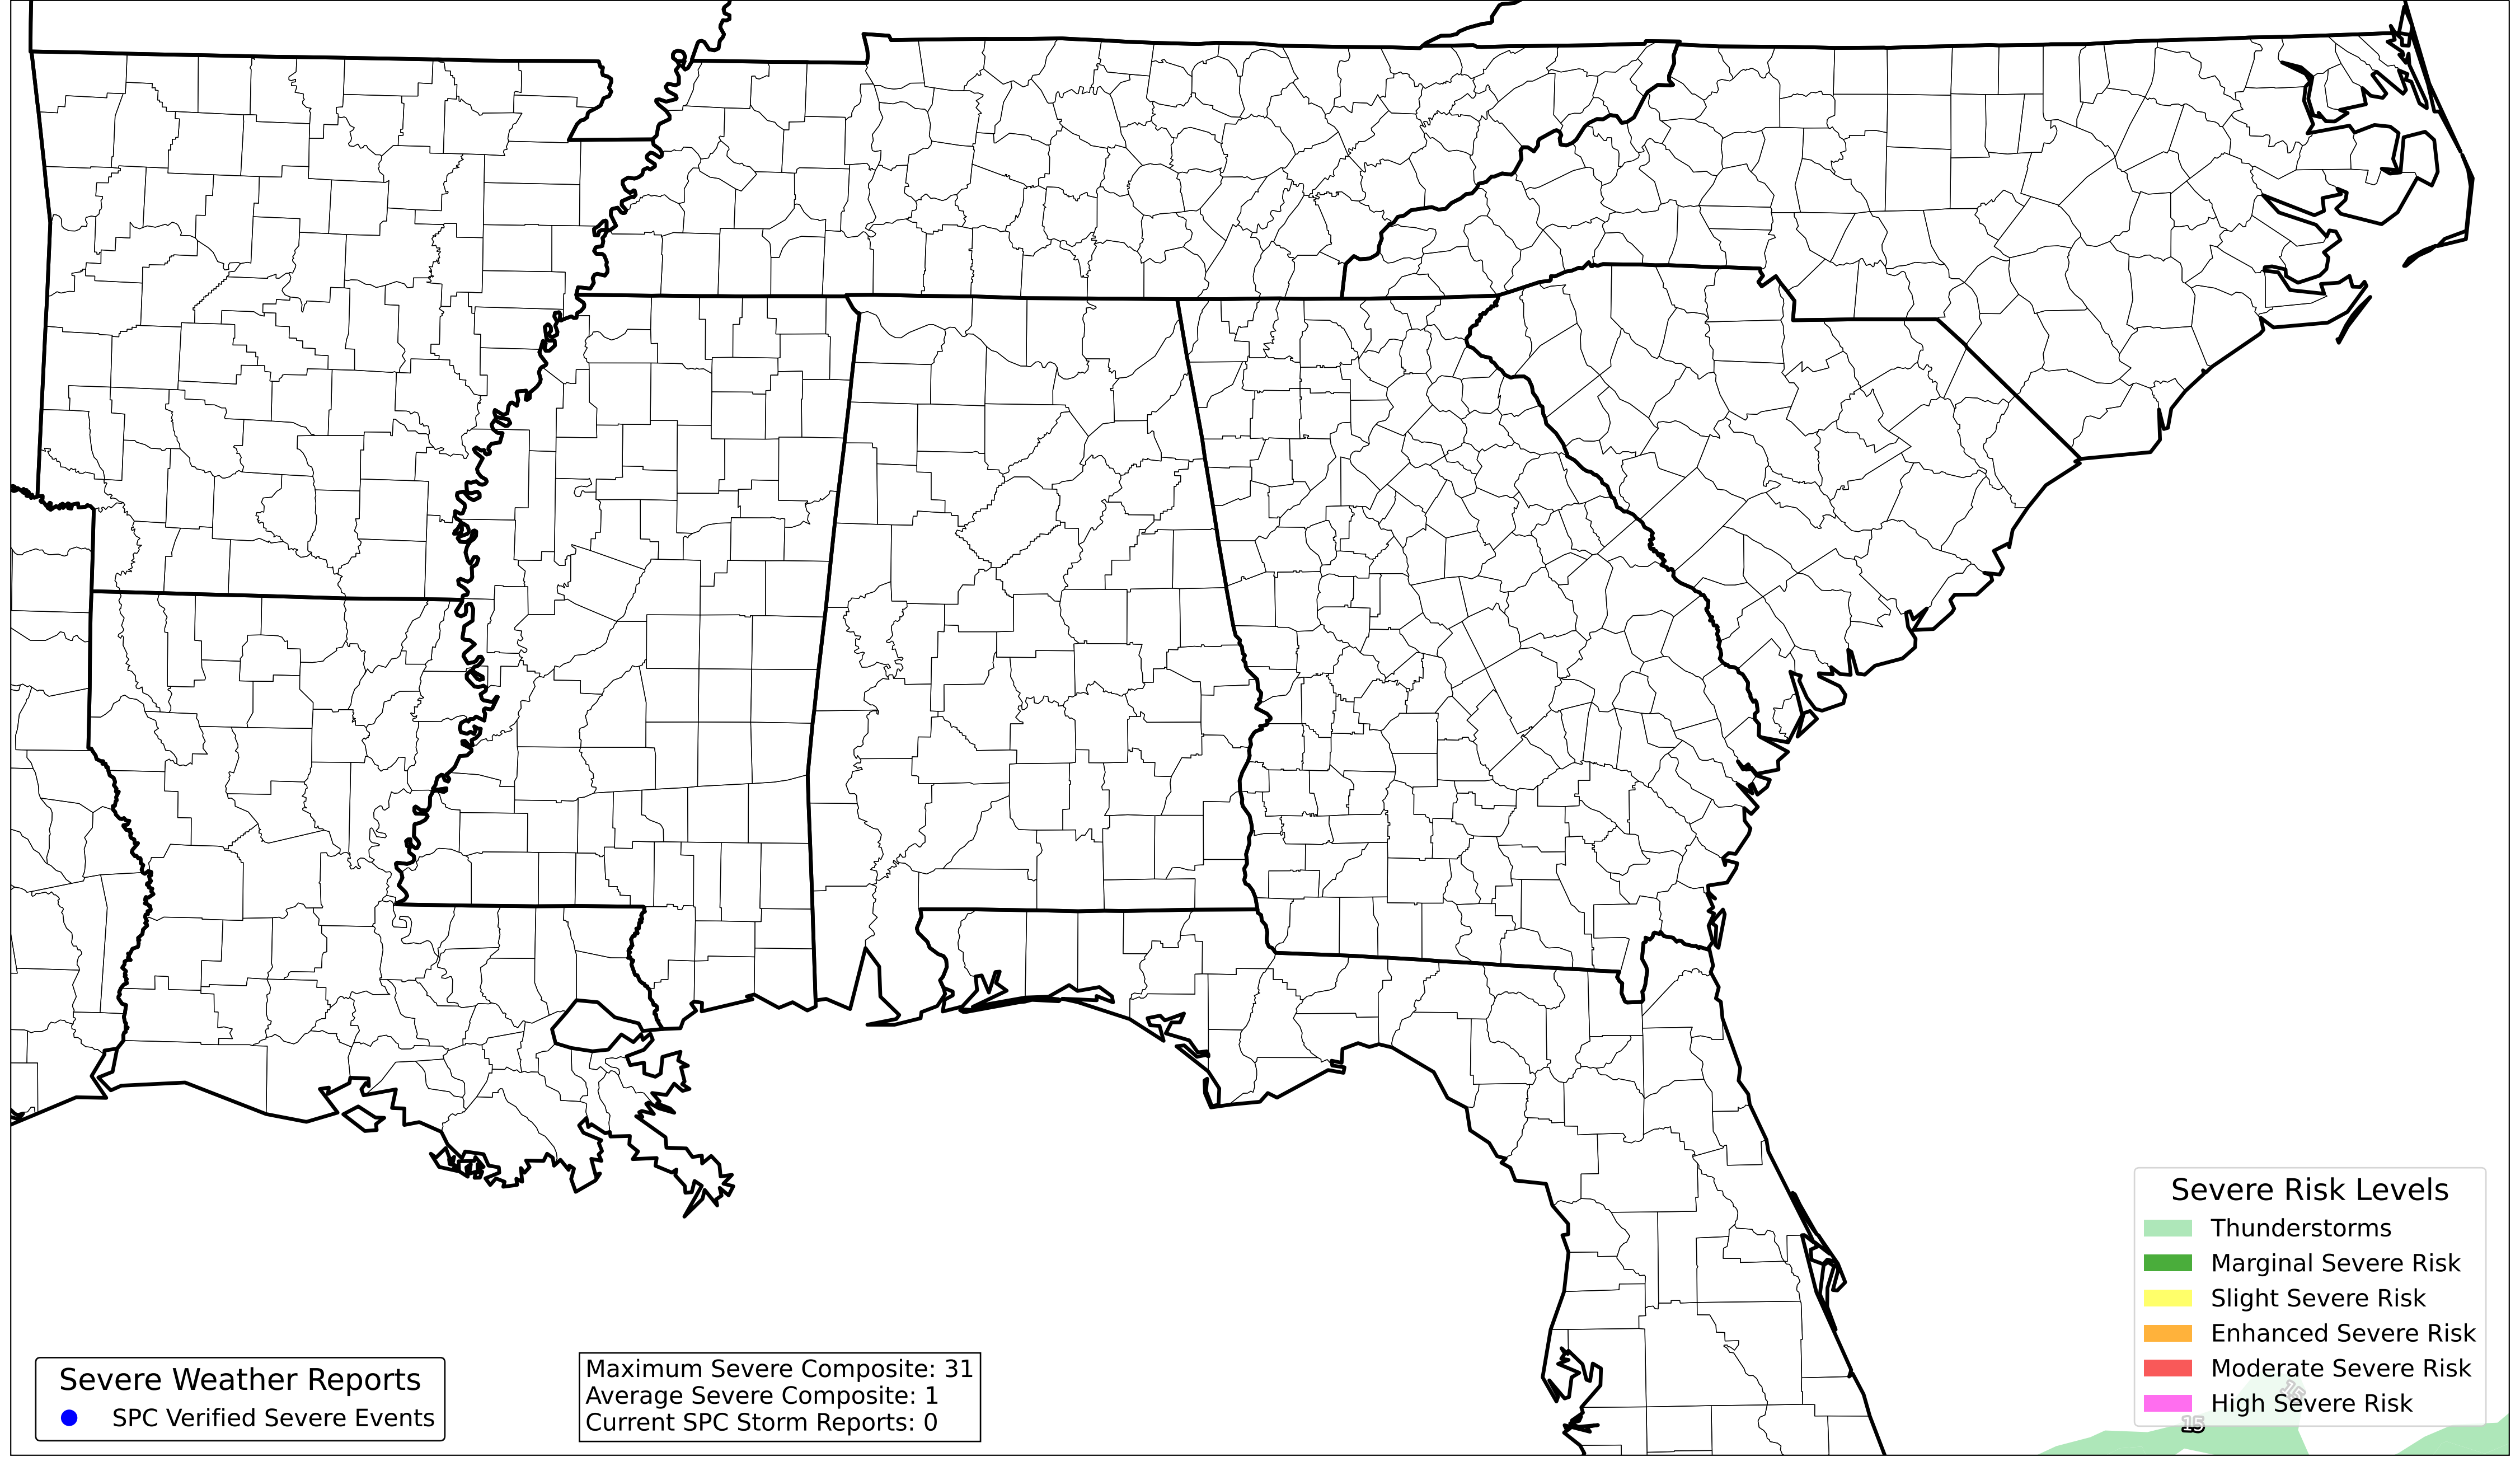 Severe Risk Levels
Thunderstorms
Marginal Severe Risk
Slight Severe Risk
Enhanced Severe Risk
Moderate Severe Risk
High Severe Risk
15
15
Severe Weather Reports
SPC Verified Severe Events
Maximum Severe Composite: 31
Average Severe Composite: 1
Current SPC Storm Reports: 0